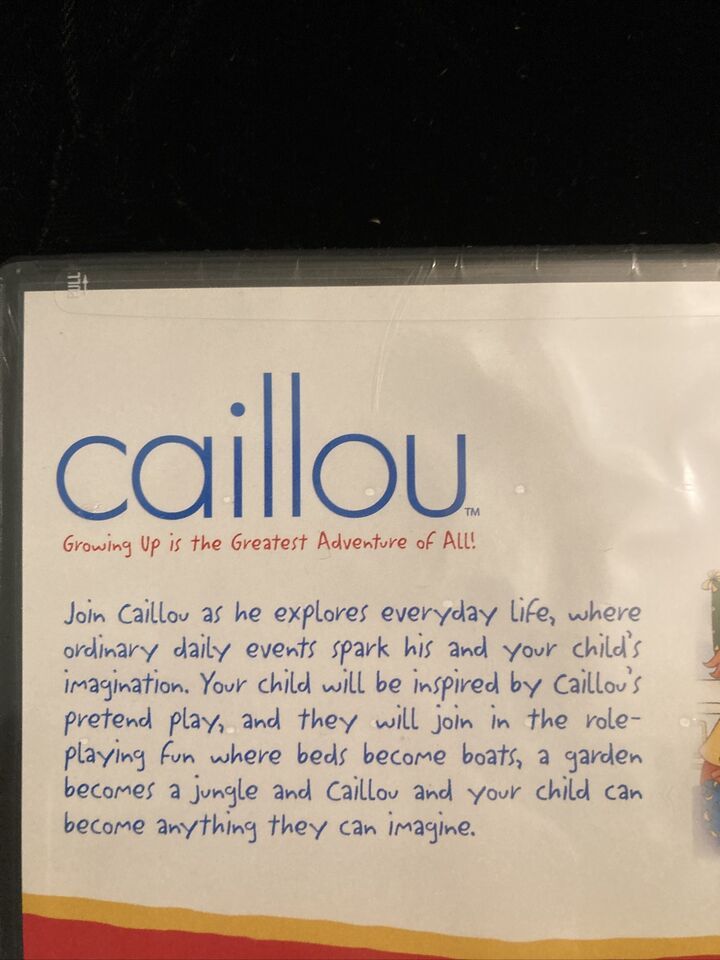 PULL
caillou™
Growing Up is the Greatest Adventure of All!
Join Caillou as he explores everyday life, where
ordinary daily events spark his and your child's
imagination. Your child will be inspired by Caillou's
pretend play, and they will join in the role-
playing fun where beds become boats, a garden
becomes a jungle and Caillou and your child can
become anything they can imagine.